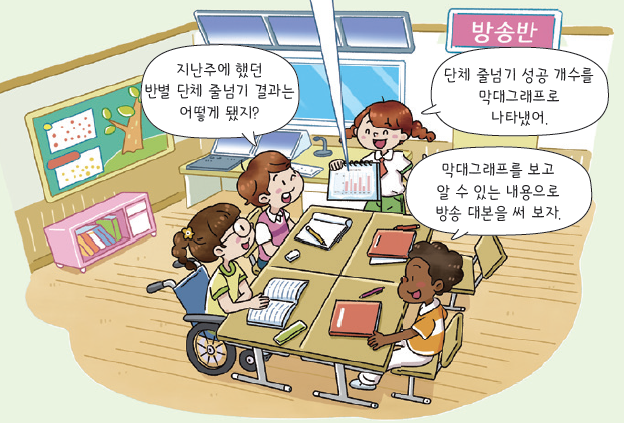 방송반
지난주에 했던
반별 단체 줄넘기 결과는
어떻게 됐지?
단체 줄넘기 성공 개수를
막대그래프로
나타냈어.
막대그래프를 보고
알 수 있는 내용으로
방송 대본을 써 보자.